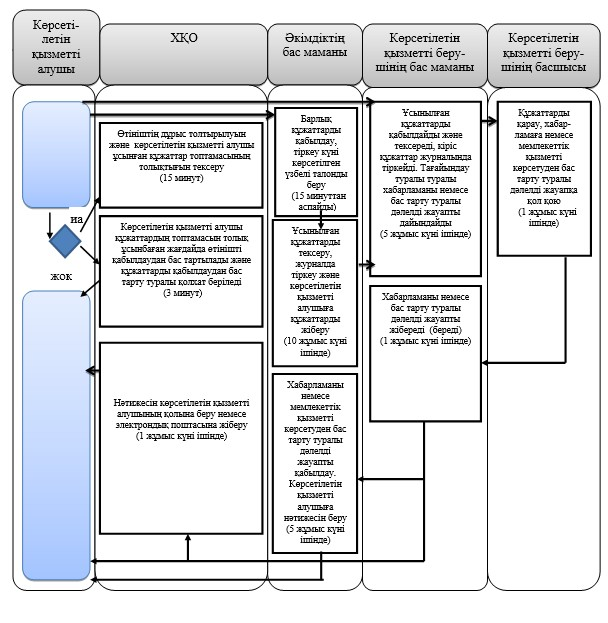 Көрсеті-
летін
қызметті
алушы
ХҚО
Әкімдіктің
бас маманы
Көрсетілетін
қызметті беру-
шінің бас маманы
Көрсетілетін
қызметті беру-
шінің басшысы
иа
жок
Өтініштің дұрыс толтырылуын
және көрсетілетін қызметті алушы
ұсынған құжаттар топтамасының
толықтығын тексеру
(15 минут)
Көрсетілетін қызметті алушы
құжаттардың топтамасын толық
ұсынбаған жағдайда өтінішті
қабылдаудан бас тартылады және
құжаттарды қабылдаудан бас
тарту туралы қолхат беріледі
(3 минут)
Нәтижесін көрсетілетін қызметті
алушының қолына беру немесе
электрондық поштасына жіберу
(1 жұмыс күні ішінде)
Барлық
құжаттарды
қабылдау,
тіркеу күні
көрсетілген
үзбелі талонды
беру
(15 минуттан
аспайды)
Ұсынылған
құжаттарды
тексеру,
журналда
тіркеу және
көрсетілетін
қызметті
алушыға
құжаттарды
жіберу
(10 жұмыс күні
ішінде)
Хабарламаны
немесе
мемлекеттік
қызметті
көрсетуден бас
тарту туралы
дәлелді
жауапты
қабылдау.
Көрсетілетін
қызметті
алушыға
нәтижесін беру
(5 жұмыс күні
ішінде)
Ұсынылған
құжаттарды
қабылдайды және
тексереді, кіріс
құжаттар журналында
тіркейді. Тағайындау
туралы туралы
хабарламаны немесе
бас тарту туралы
дәлелді жауапты
дайындайды
(5 жұмыс күні ішінде)
Хабарламаны немесе
бас тарту туралы
дәлелді жауапты
жібереді (береді)
(1 жұмыс күні ішінде)
Құжаттарды
қарау, хабар-
ламаға немесе
мемлекеттік
қызметті
көрсетуден бас
тарту туралы
дәлелді жауапқа
қол қою
(1 жұмыс күні
ішінде)